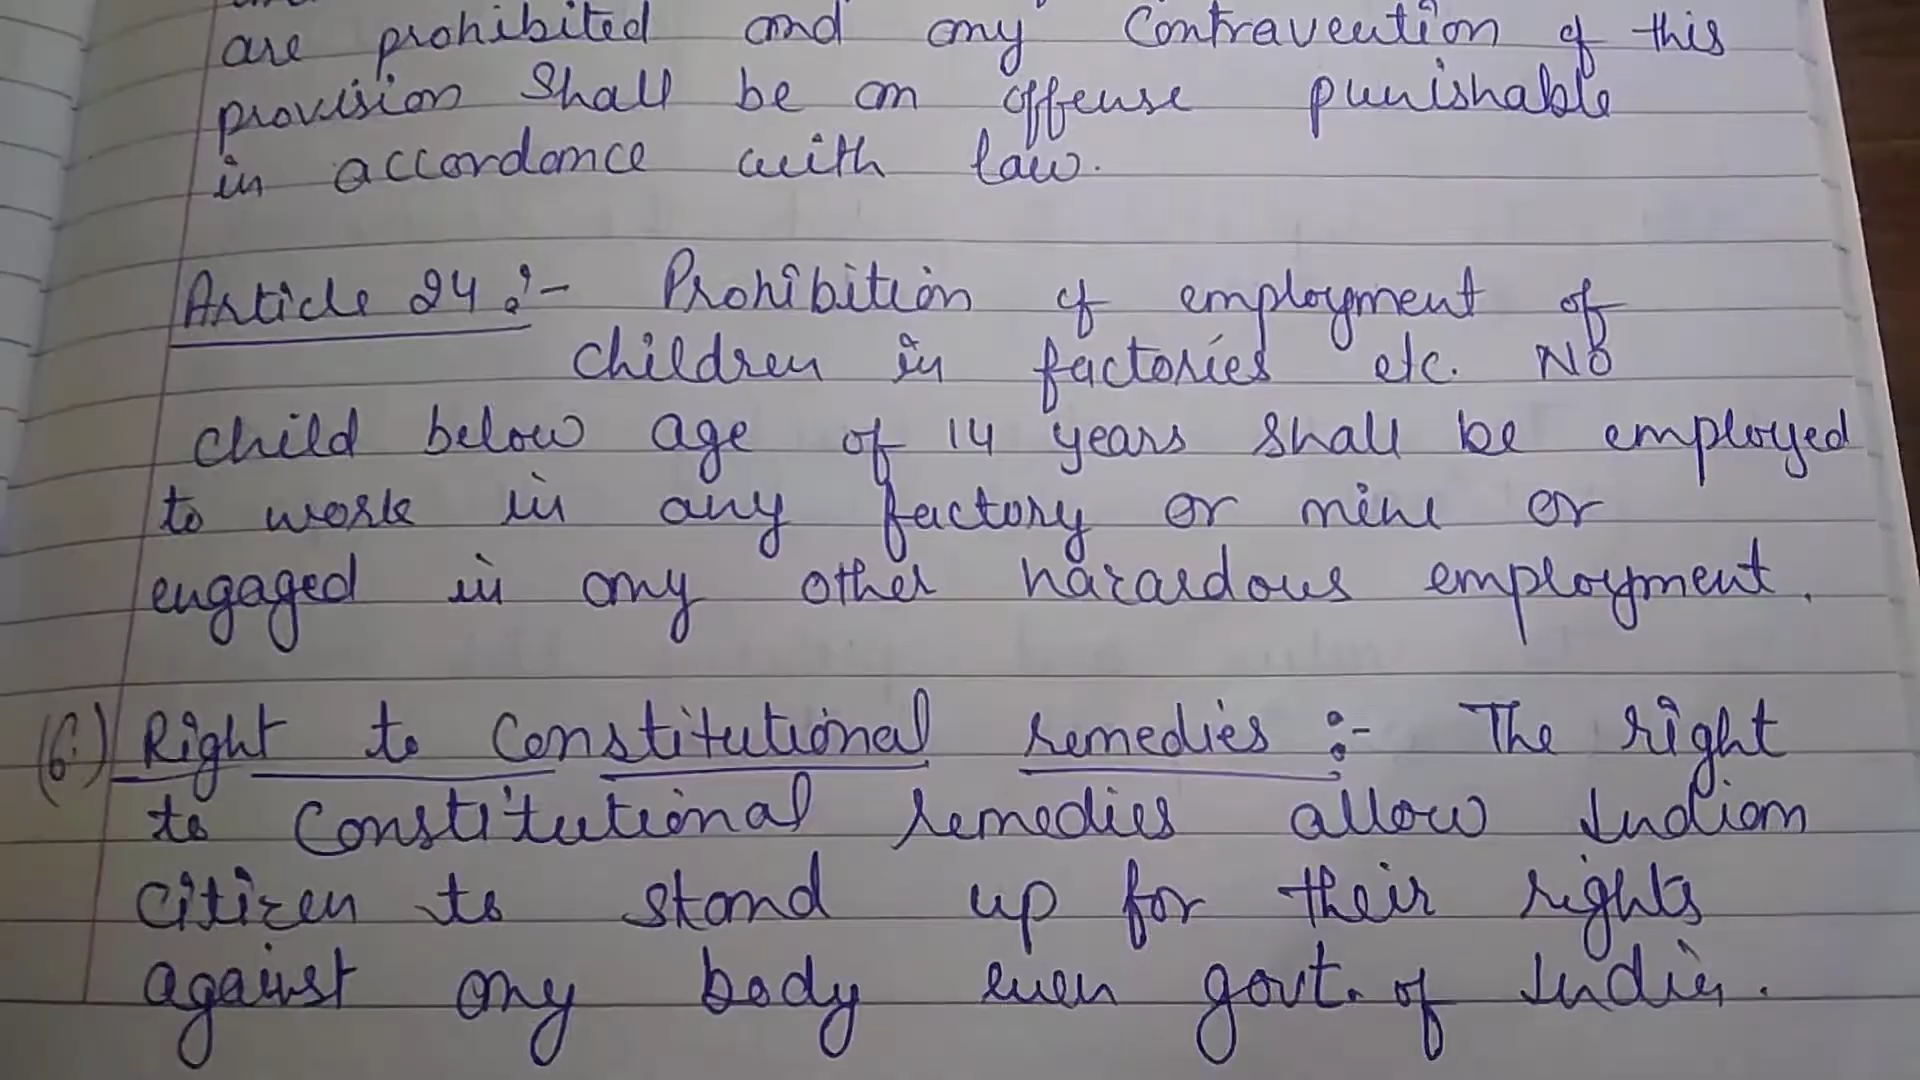 are prohibited and any contravention of this
provision shall be an offense punishable
in accordance with law.
Article 24 :- Prohibition of employment of
children in factories etc. No
child below age of 14 years shall be employed
to work in any factory or mine or
engaged in any other hazardous employment.
(6) Right to Constitutional remedies :- The right
to Constitutional remedies allow Indian
citizen to stand up for their rights
against any body even govt. of India.